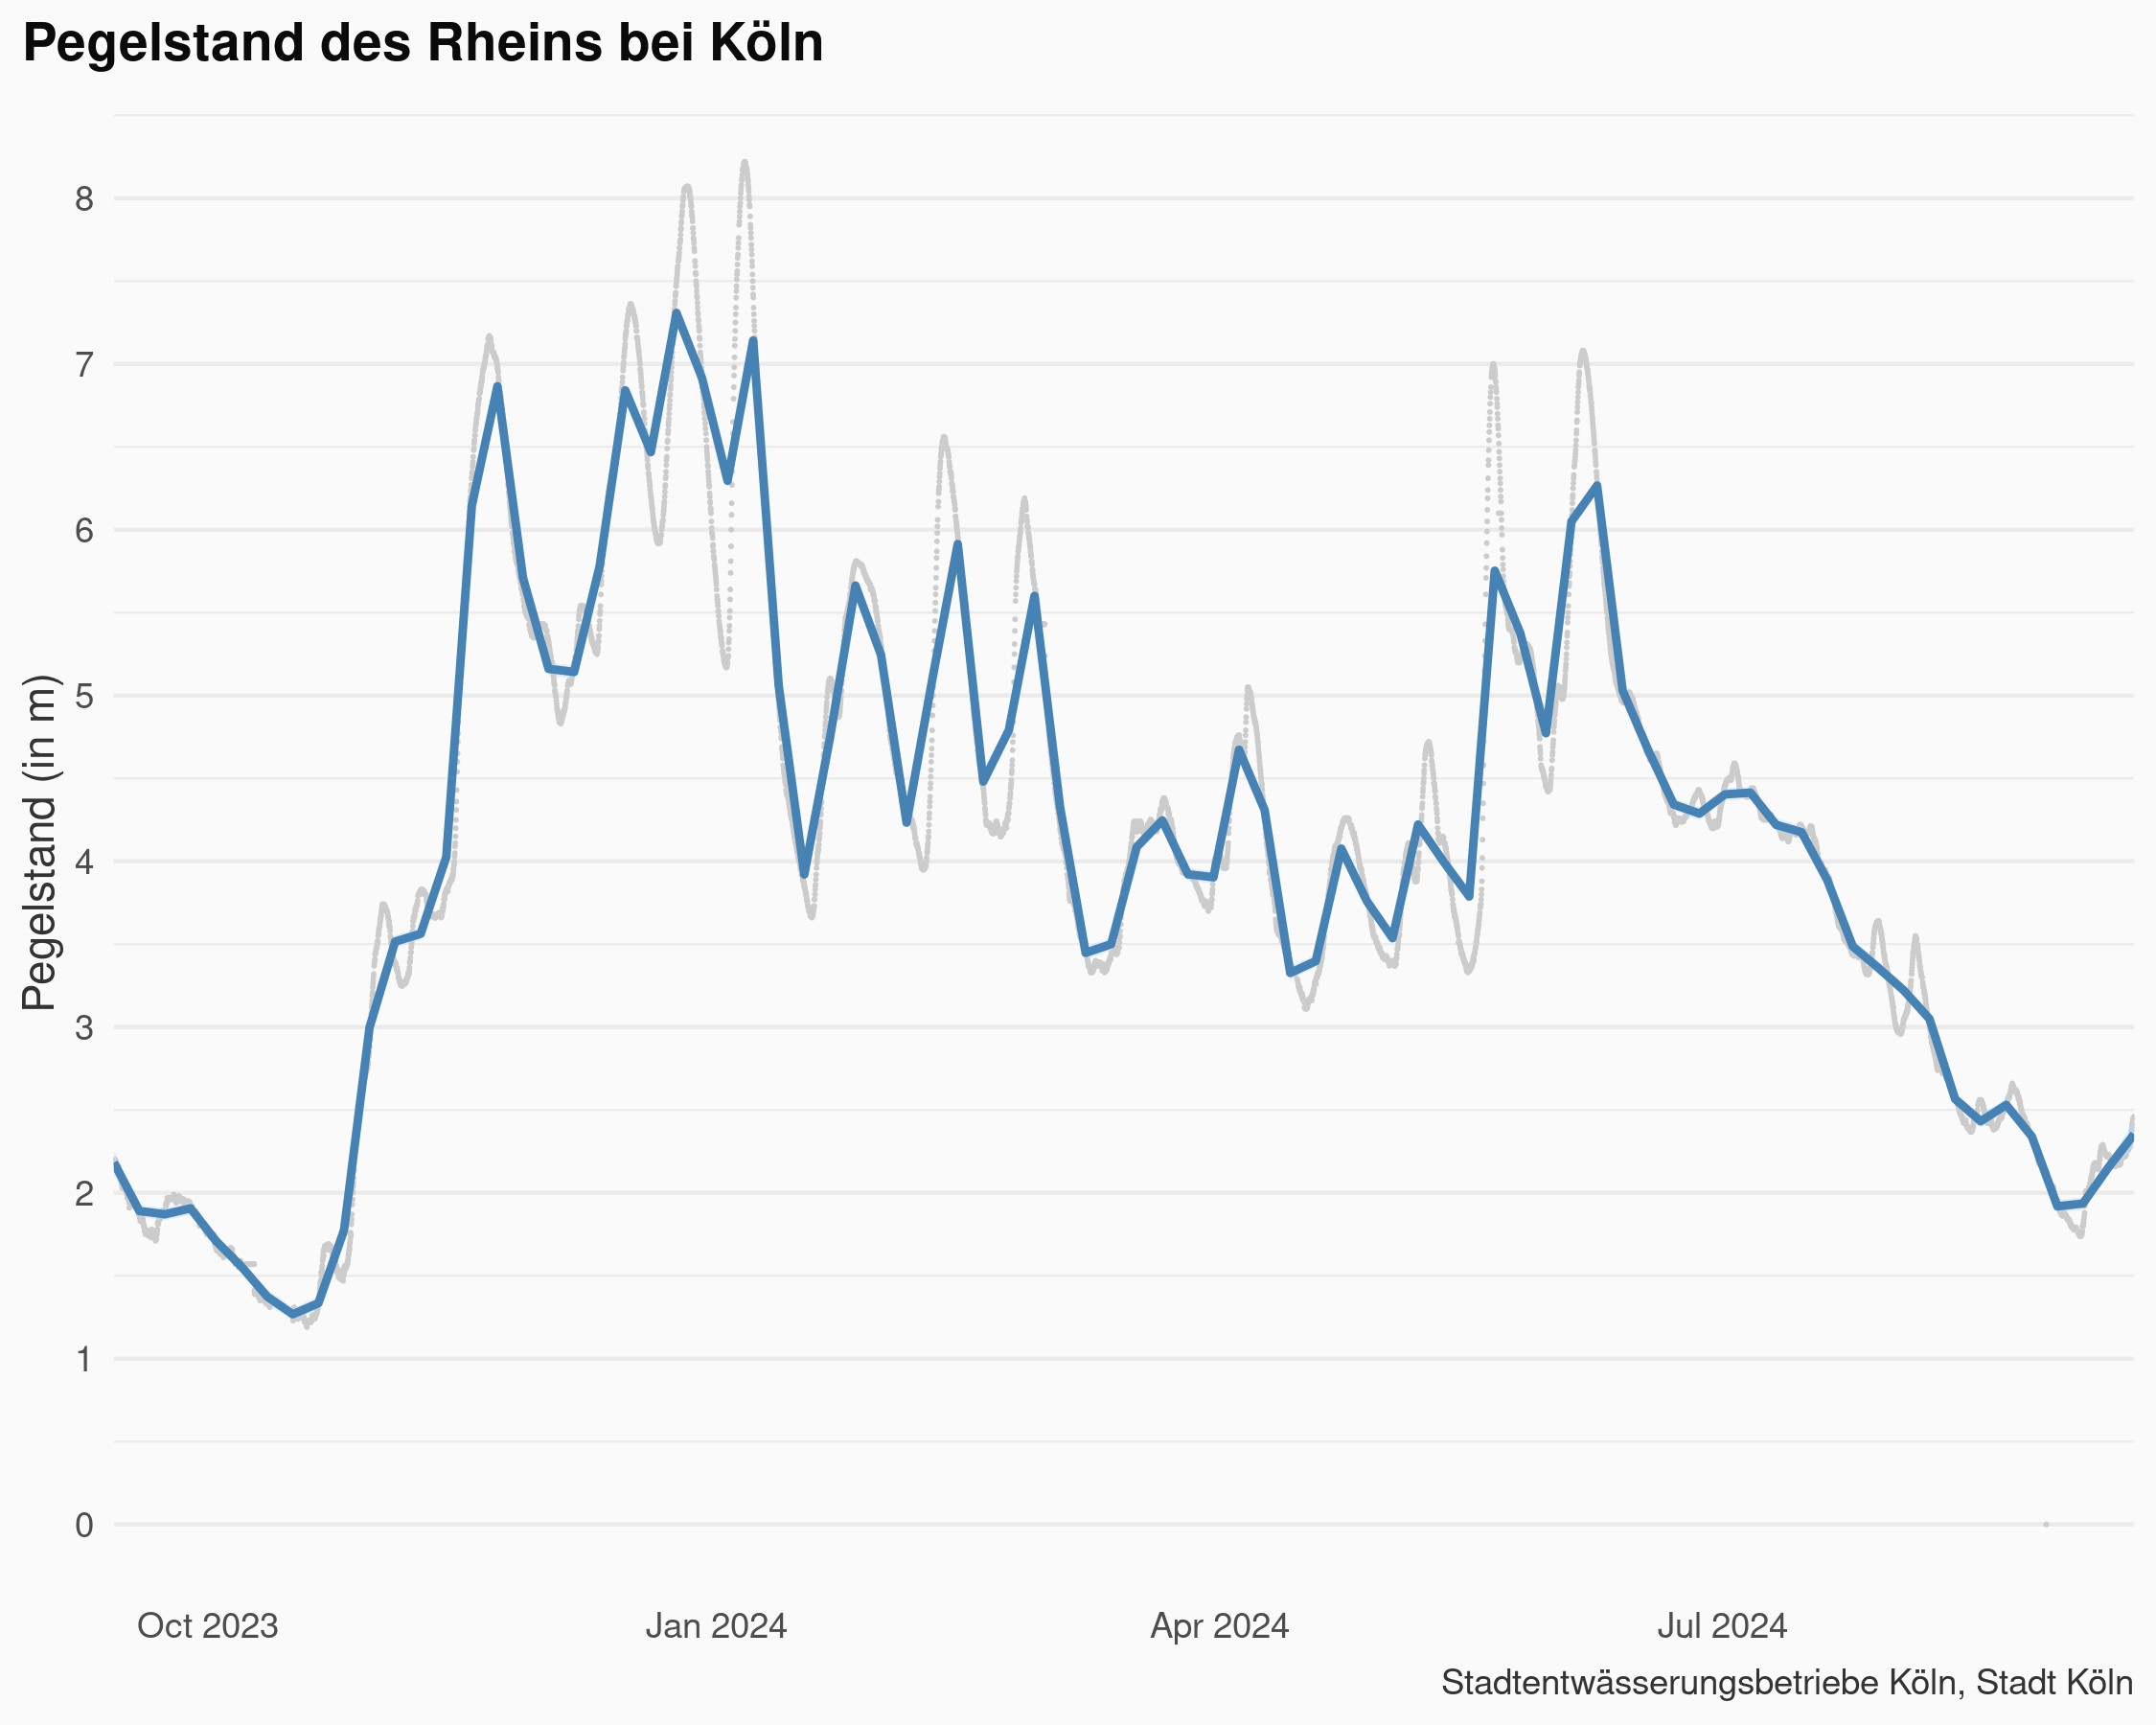 Pegelstand des Rheins bei Köln
Pegelstand (in m)
8
7
6
5
4
3
2
1
0
Oct 2023 Jan 2024 Apr 2024 Jul 2024
Stadtentwässerungsbetriebe Köln, Stadt Köln